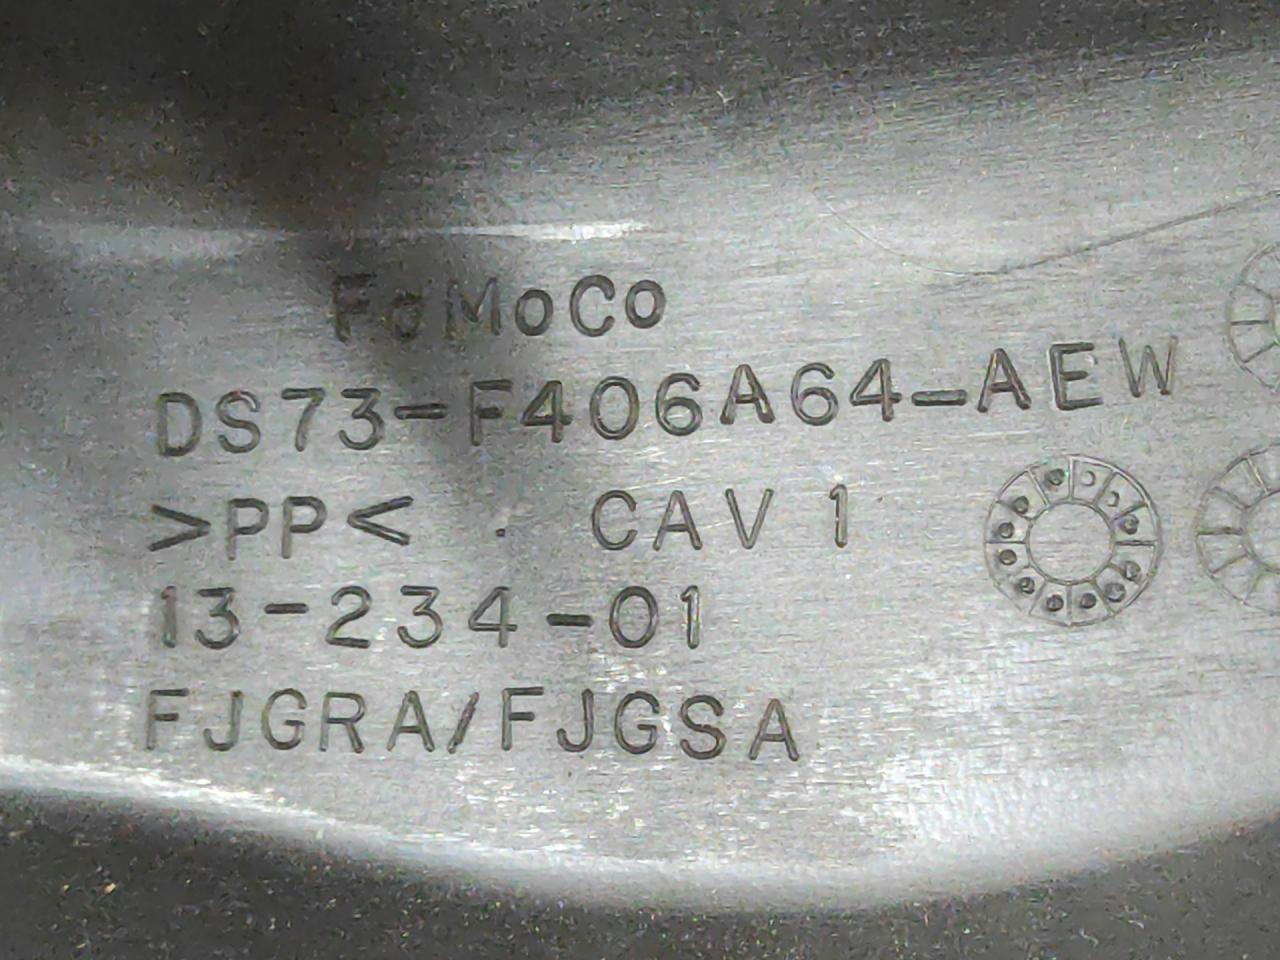 FoMoCo
DS73-F406A64-AEW
>PP< . CAV 1
13-234-01
FJGRA/FJGSA